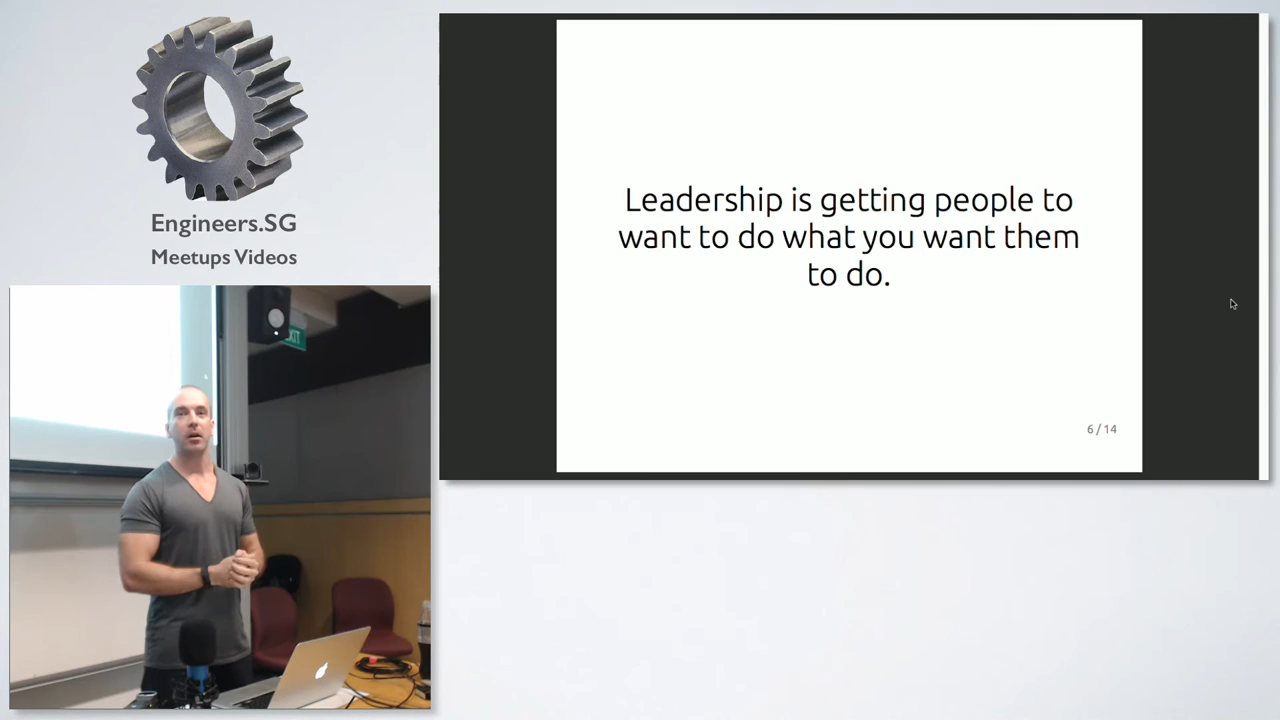 Engineers.SG
Meetups Videos
Leadership is getting people to
want to do what you want them
to do.
6 / 14